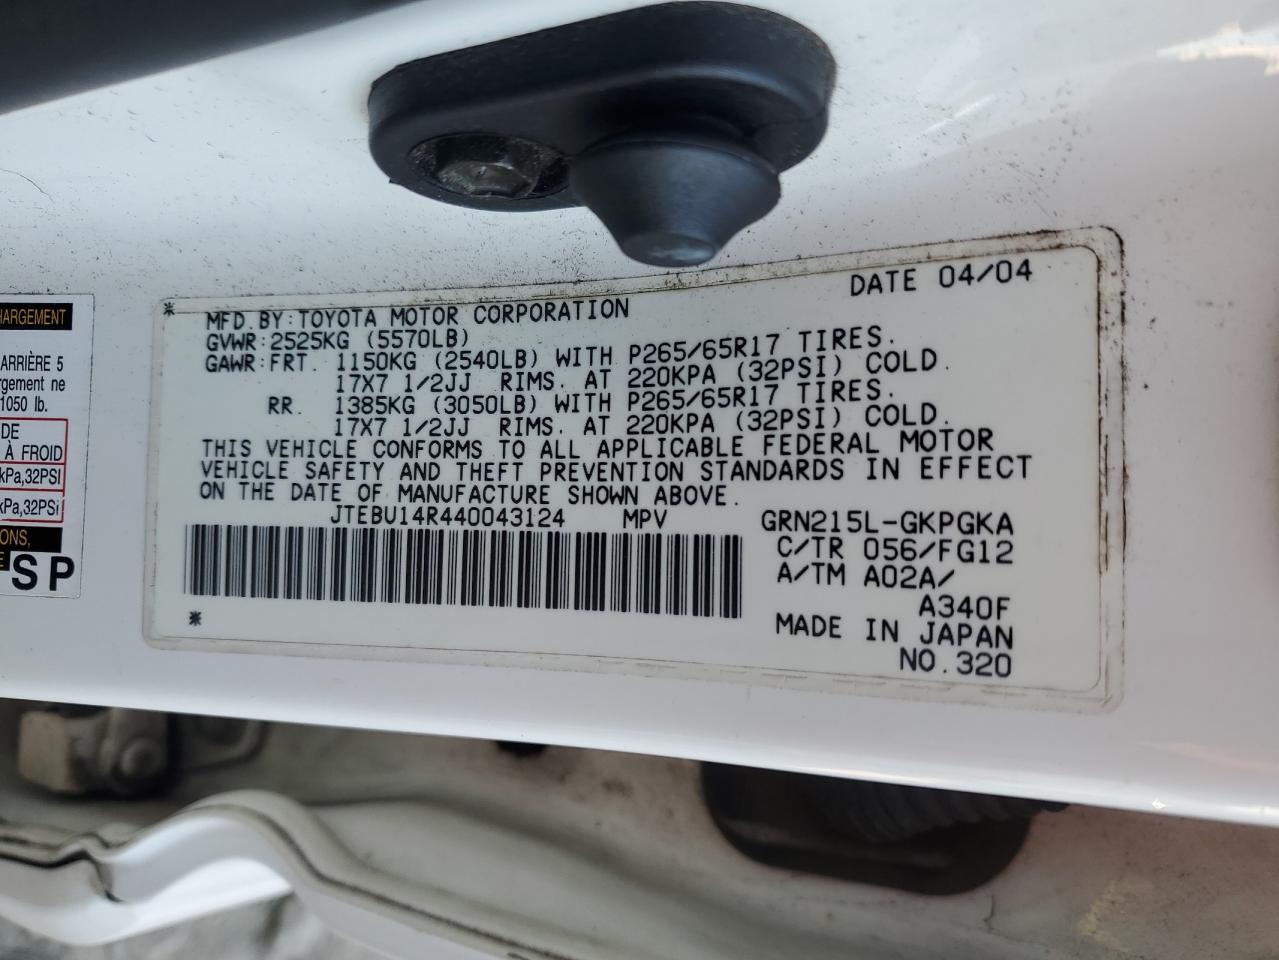 DATE 04/04
MFD. BY: TOYOTA MOTOR CORPORATION
GVWR: 2525KG (5570LB)
GAWR: FRT. 1150KG (2540LB) WITH P265/65R17 TIRES.
17X7 1/2JJ RIMS. AT 220KPA (32PSI) COLD.
RR. 1385KG (3050LB) WITH P265/65R17 TIRES.
17X7 1/2JJ RIMS. AT 220KPA (32PSI) COLD.
THIS VEHICLE CONFORMS TO ALL APPLICABLE FEDERAL MOTOR
VEHICLE SAFETY AND THEFT PREVENTION STANDARDS IN EFFECT
ON THE DATE OF MANUFACTURE SHOWN ABOVE.
JTEBU14R440043124 MPV GRN215L-GKPGKA
C/TR 056/FG12
A/TM A02A/
A340F
MADE IN JAPAN
NO.320
HARGEMENT
ARRIÈRE 5
rgement ne
1050 lb.
DE
À FROID
kPa,32PSI
kPa,32PSI
ONS,
E
SP